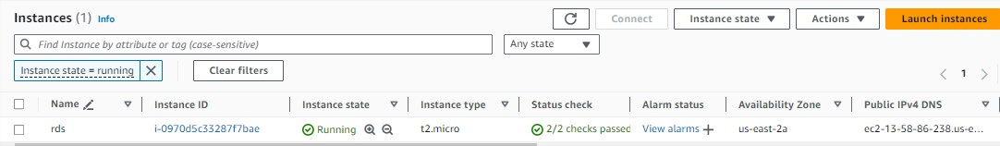 Instances (1) Info
Connect Instance state Actions Launch instances
Find Instance by attribute or tag (case-sensitive) Any state
Instance state = running Clear filters 1
Name Instance ID Instance state Instance type Status check Alarm status Availability Zone Public IPv4 DNS
rds i-0970d5c33287f7bae Running t2.micro 2/2 checks passed View alarms + us-east-2a ec2-13-58-86-238.us-e...